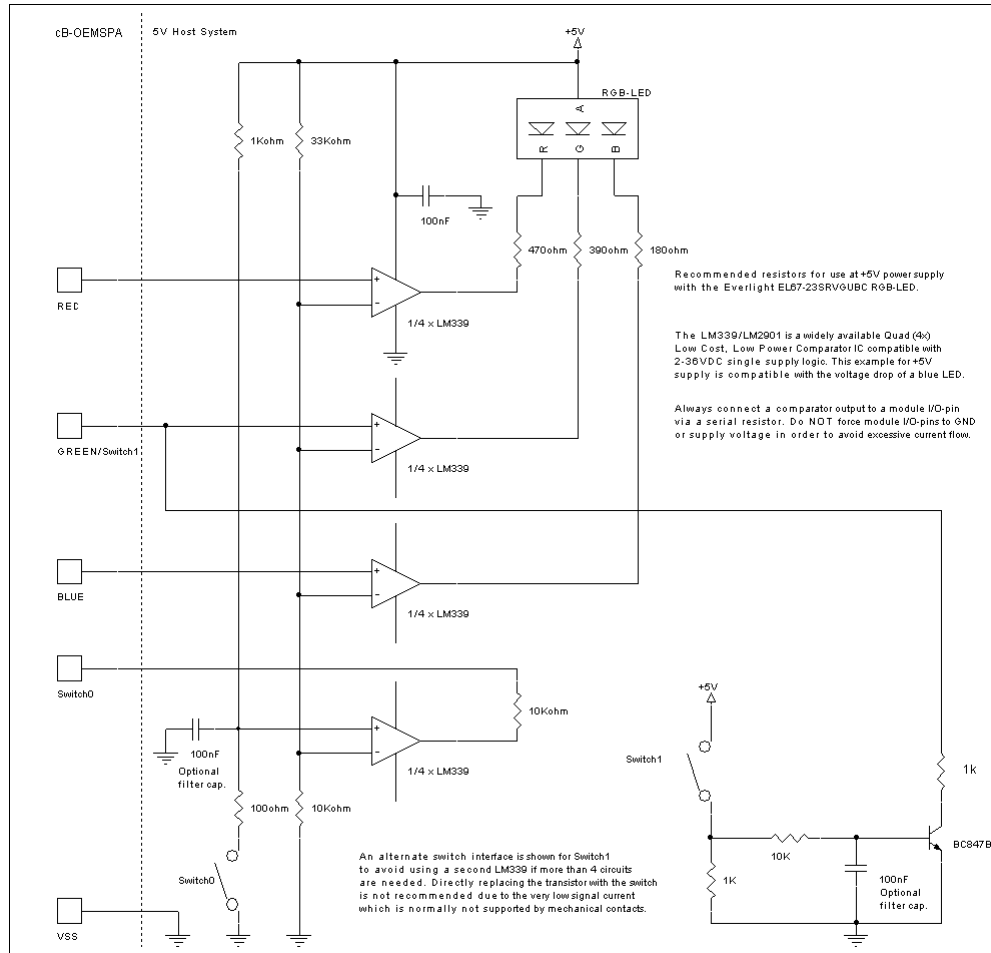 cB-OEMSPA
5V Host System
+5V
RGB-LED
A
R
G
B
1Kohm
33Kohm
100nF
470ohm
390ohm
180ohm
RED
+
-
1/4 x LM339
Recommended resistors for use at +5V power supply
with the Everlight EL67-23SRVGUBC RGB-LED.
The LM339/LM2901 is a widely available Quad (4x)
Low Cost, Low Power Comparator IC compatible with
2-36VDC single supply logic. This example for +5V
supply is compatible with the voltage drop of a blue LED.
Always connect a comparator output to a module I/O-pin
via a serial resistor. Do NOT force module I/O-pins to GND
or supply voltage in order to avoid excessive current flow.
GREEN/Switch1
+
-
1/4 x LM339
BLUE
+
-
1/4 x LM339
Switch0
10Kohm
+
-
1/4 x LM339
100nF
Optional
filter cap.
100ohm
10Kohm
Switch0
VSS
An alternate switch interface is shown for Switch1
to avoid using a second LM339 if more than 4 circuits
are needed. Directly replacing the transistor with the switch
is not recommended due to the very low signal current
which is normally not supported by mechanical contacts.
+5V
Switch1
1K
10K
1k
BC847B
100nF
Optional
filter cap.